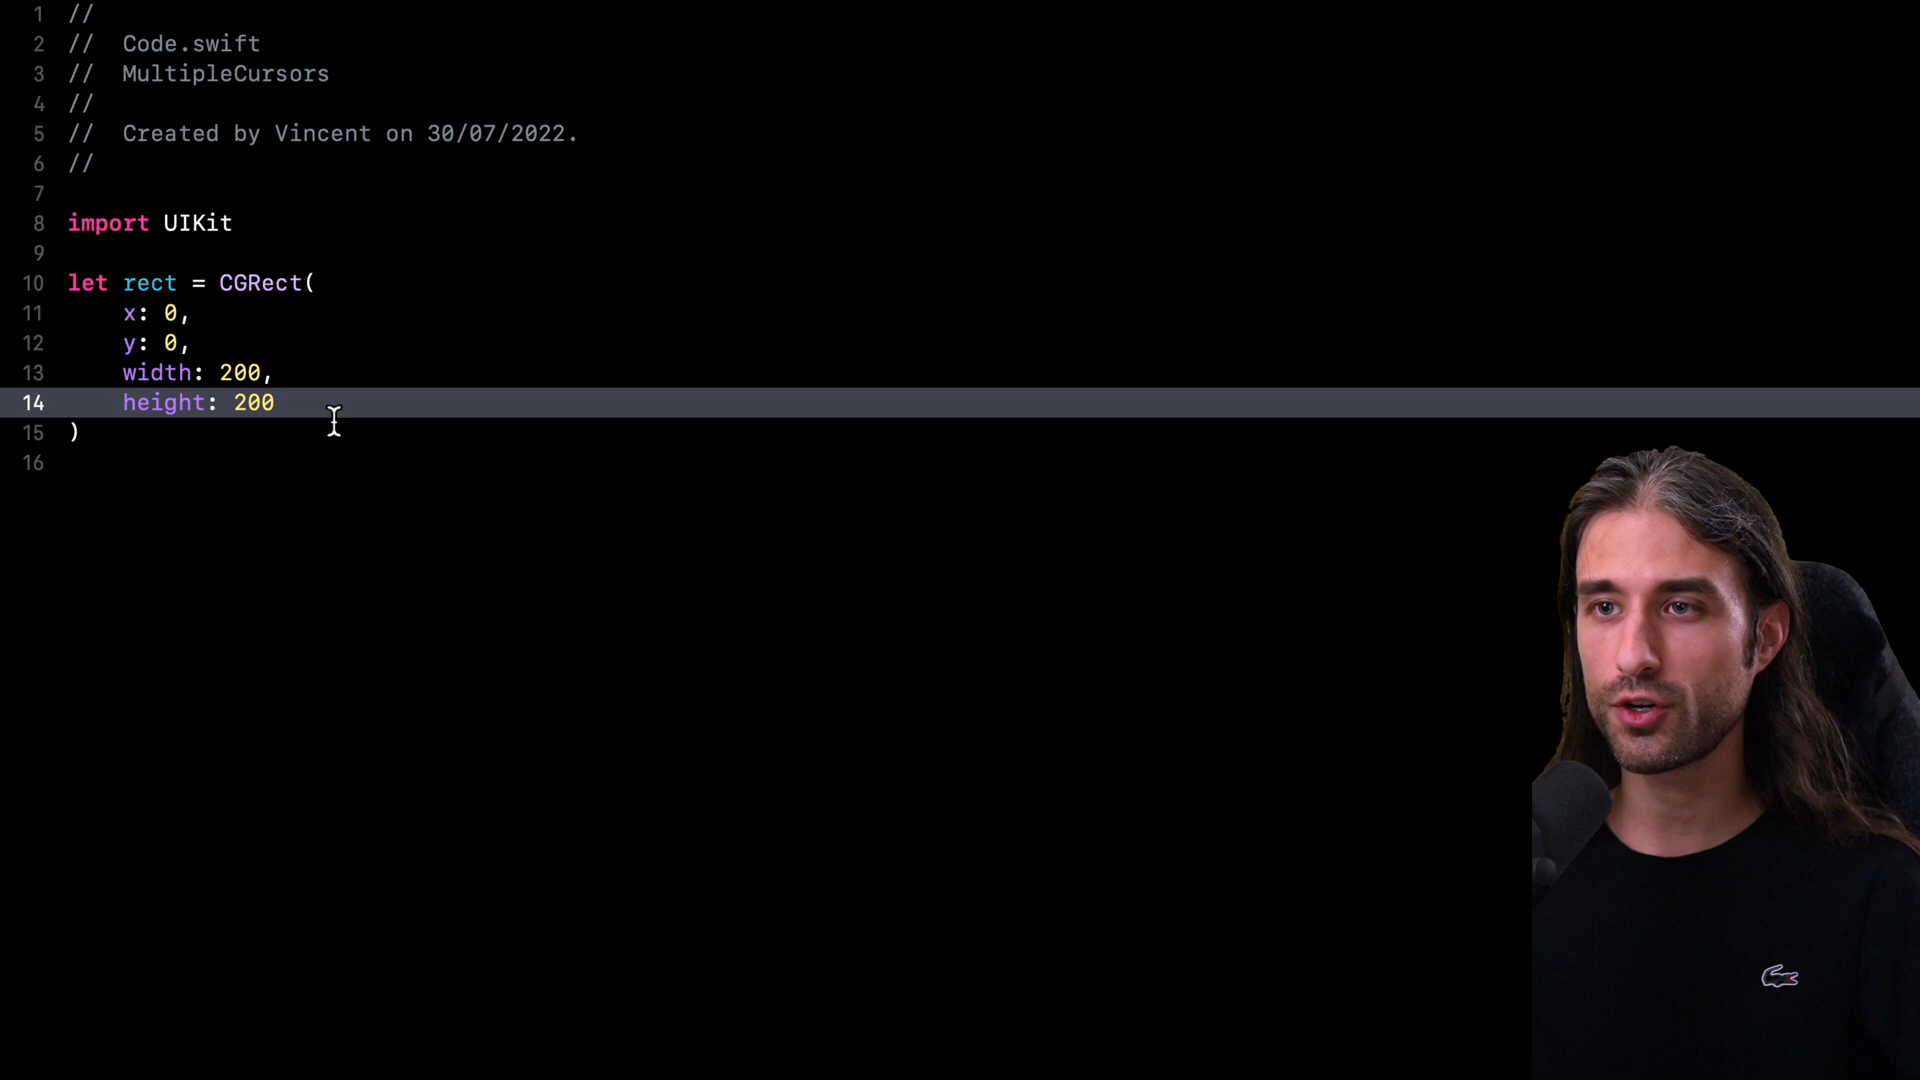 1 //
2 //  Code.swift
3 //  MultipleCursors
4 //
5 //  Created by Vincent on 30/07/2022.
6 //
7
8 import UIKit
9
10 let rect = CGRect(
11     x: 0,
12     y: 0,
13     width: 200,
14     height: 200
15 )
16